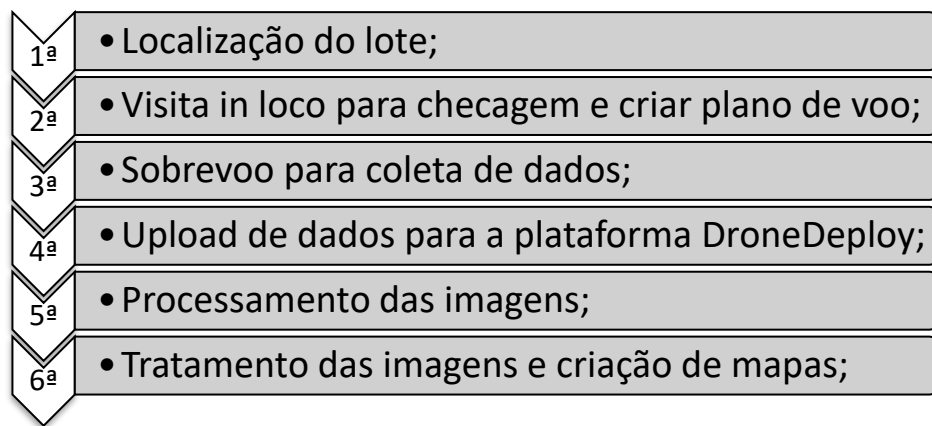 1ª • Localização do lote;
2ª • Visita in loco para checagem e criar plano de voo;
3ª • Sobrevoo para coleta de dados;
4ª • Upload de dados para a plataforma DroneDeploy;
5ª • Processamento das imagens;
6ª • Tratamento das imagens e criação de mapas;